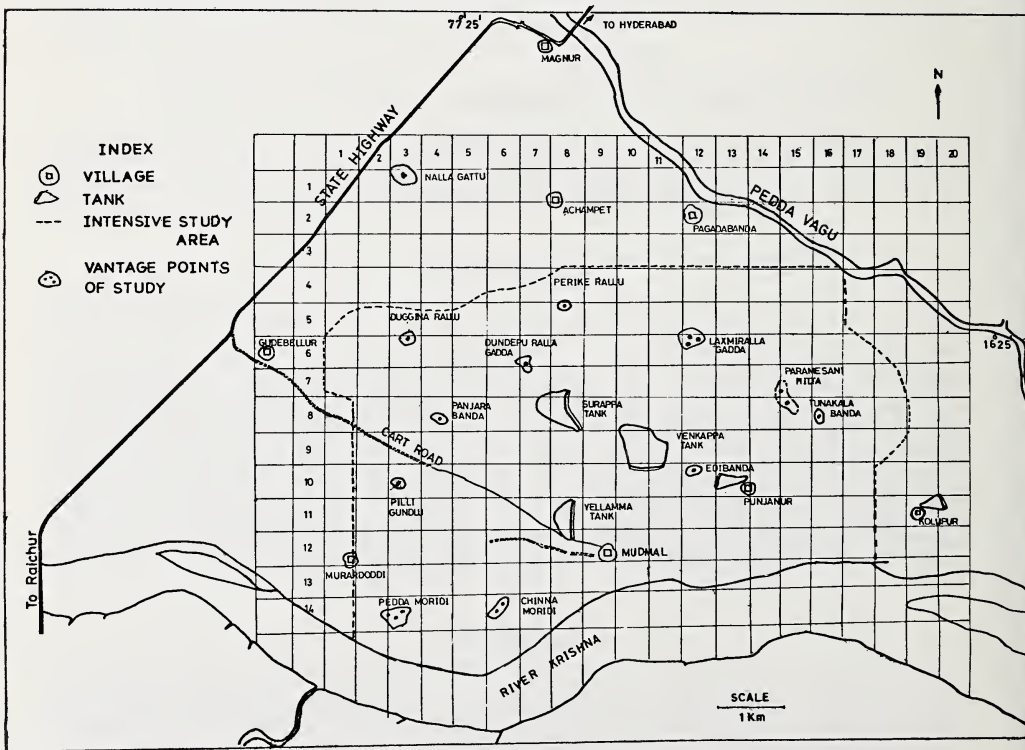 77°25'
TO HYDERABAD
MAGNUR
N
INDEX
VILLAGE
TANK
INTENSIVE STUDY
AREA
VANTAGE POINTS
OF STUDY
STATE HIGHWAY
1 2 3 4 5 6 7 8 9 10 11 12 13 14 15 16 17 18 19 20
1
2
3
4
5
6
7
8
9
10
11
12
13
14
NALLA GATTU
ACHAMPET
PAGADABANDA
PEDDA VAGU
PERIKE RALLU
DUGGINA RALLU
GUDEBELLUR
DUNDEPU RALLA
GADDA
LAXMIRALLA
GADDA
1625
PARAMESANI
MITTA
TUNAKALA
BANDA
PANJARA
BANDA
SURAPPA
TANK
CART ROAD
VENKAPPA
TANK
EDIBANDA
PUNJANUR
PILLI
GUNDLU
YELLAMMA
TANK
KOLUPUR
MUDMAL
To Raichur
MURARDODDI
PEDDA MORIDI
CHINNA
MORIDI
RIVER KRISHNA
SCALE
1 Km